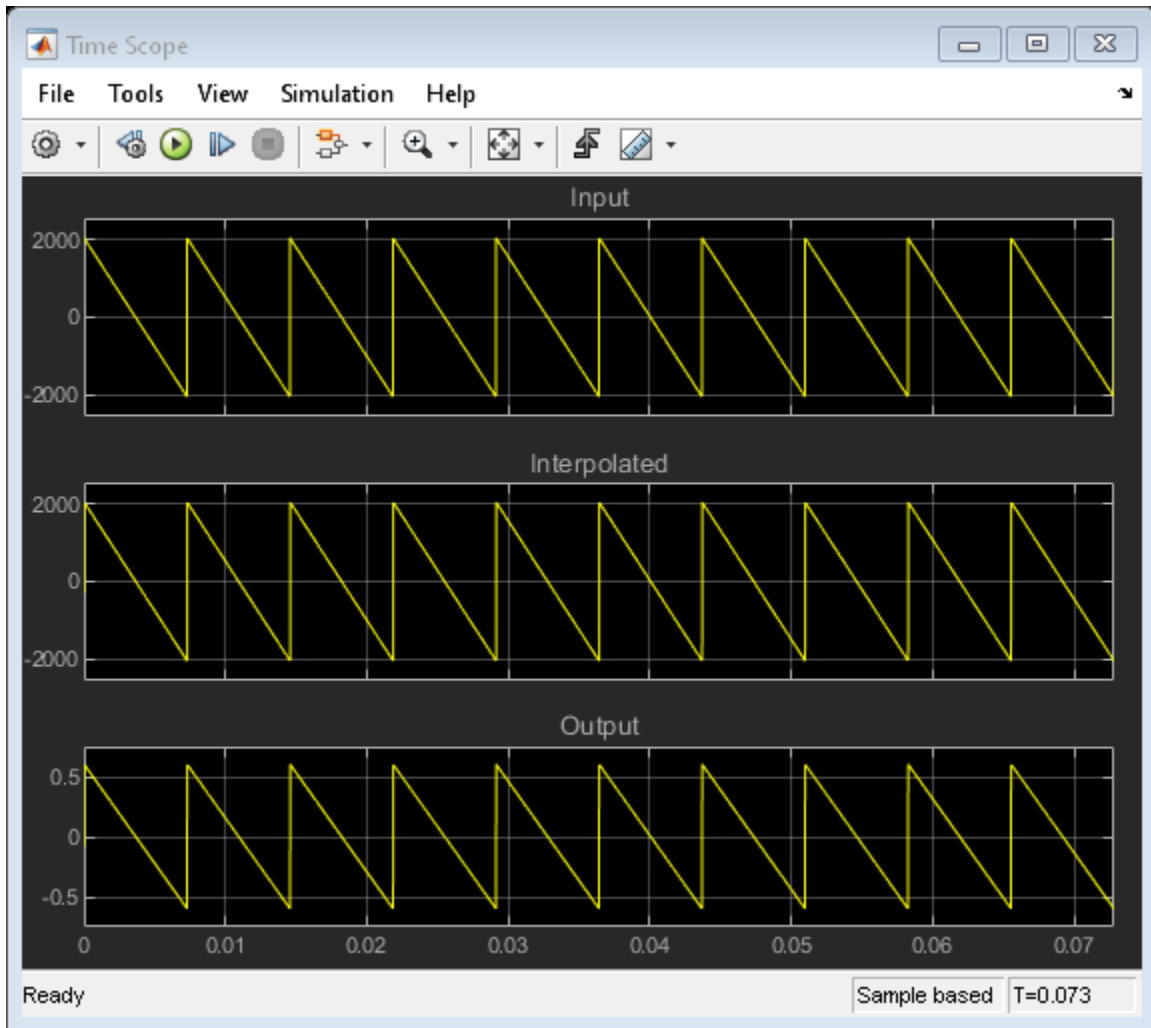 Time Scope
File Tools View Simulation Help
Input
2000
0
-2000
Interpolated
2000
0
-2000
Output
0.5
0
-0.5
0 0.01 0.02 0.03 0.04 0.05 0.06 0.07
Ready Sample based T=0.073